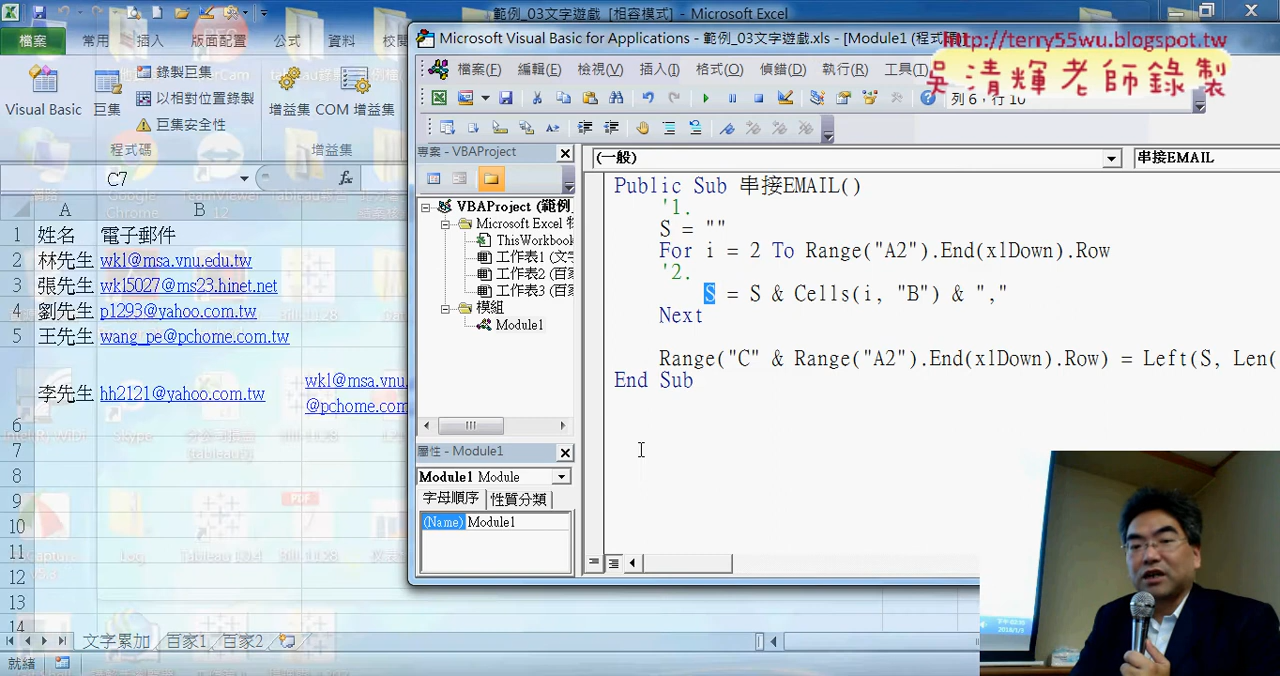 範例_03文字遊戲 [相容模式] - Microsoft Excel
檔案 常用 插入 版面配置 公式 資料 校閱
Visual Basic 巨集 錄製巨集
以相對位置錄製
巨集安全性
程式碼
增益集 COM 增益集
增益集
C7 fx
A B
1 姓名 電子郵件
2 林先生 wkl@msa.vnu.edu.tw
3 張先生 wkl5027@ms23.hinet.net
4 劉先生 p1293@yahoo.com.tw
5 王先生 wang_pe@pchome.com.tw
6 李先生 hh2121@yahoo.com.tw wkl@msa.vnu.
@pchome.com
7
8
9
10
11
12
13
14
文字累加 百家1 百家2
就緒
Microsoft Visual Basic for Applications - 範例_03文字遊戲.xls - [Module1 (程式碼)]
http://terry55wu.blogspot.tw
吳清輝老師錄製
檔案(F) 編輯(E) 檢視(V) 插入(I) 格式(O) 偵錯(D) 執行(R) 工具(T)
列 6，行 10
專案 - VBAProject
VBAProject (範例_
Microsoft Excel 物
ThisWorkbook
工作表1 (文字
工作表2 (百家
工作表3 (百家
模組
Module1
屬性 - Module1
Module1 Module
字母順序 性質分類
(Name) Module1
(一般) 串接EMAIL
Public Sub 串接EMAIL()
'1.
S = ""
For i = 2 To Range("A2").End(xlDown).Row
'2.
S = S & Cells(i, "B") & ","
Next
Range("C" & Range("A2").End(xlDown).Row) = Left(S, Len(
End Sub